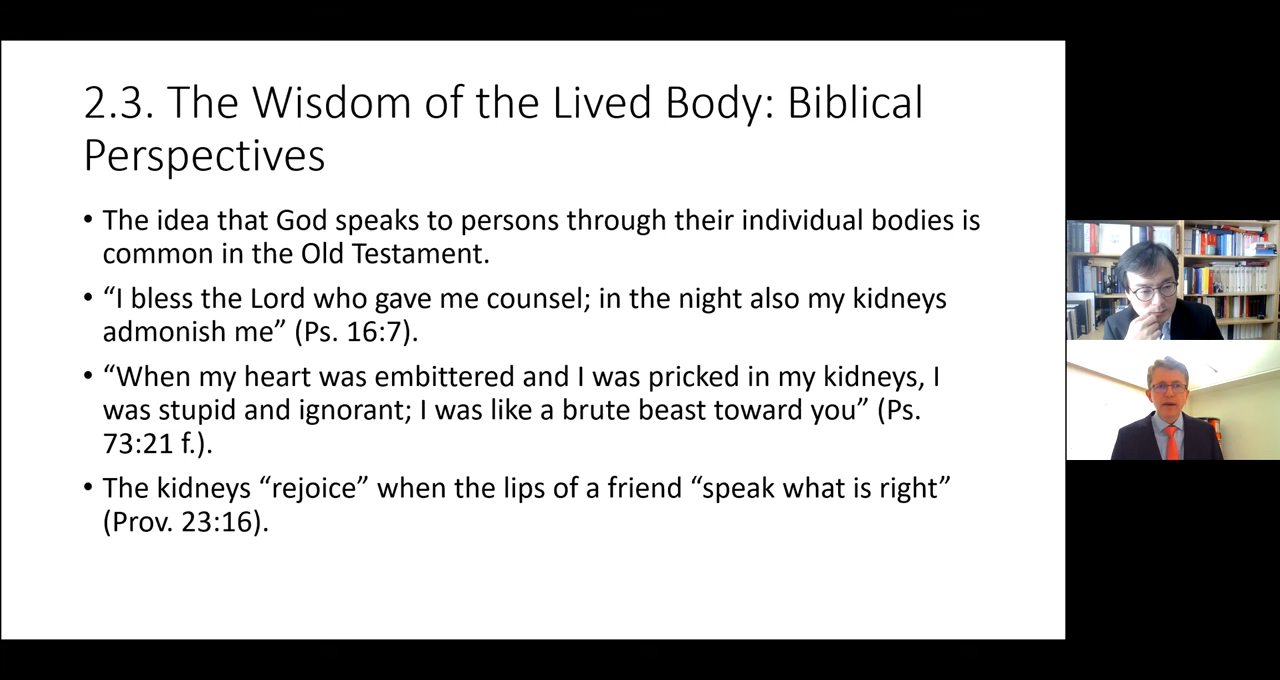 2.3. The Wisdom of the Lived Body: Biblical
Perspectives
• The idea that God speaks to persons through their individual bodies is
common in the Old Testament.
• “I bless the Lord who gave me counsel; in the night also my kidneys
admonish me” (Ps. 16:7).
• “When my heart was embittered and I was pricked in my kidneys, I
was stupid and ignorant; I was like a brute beast toward you” (Ps.
73:21 f.).
• The kidneys “rejoice” when the lips of a friend “speak what is right”
(Prov. 23:16).